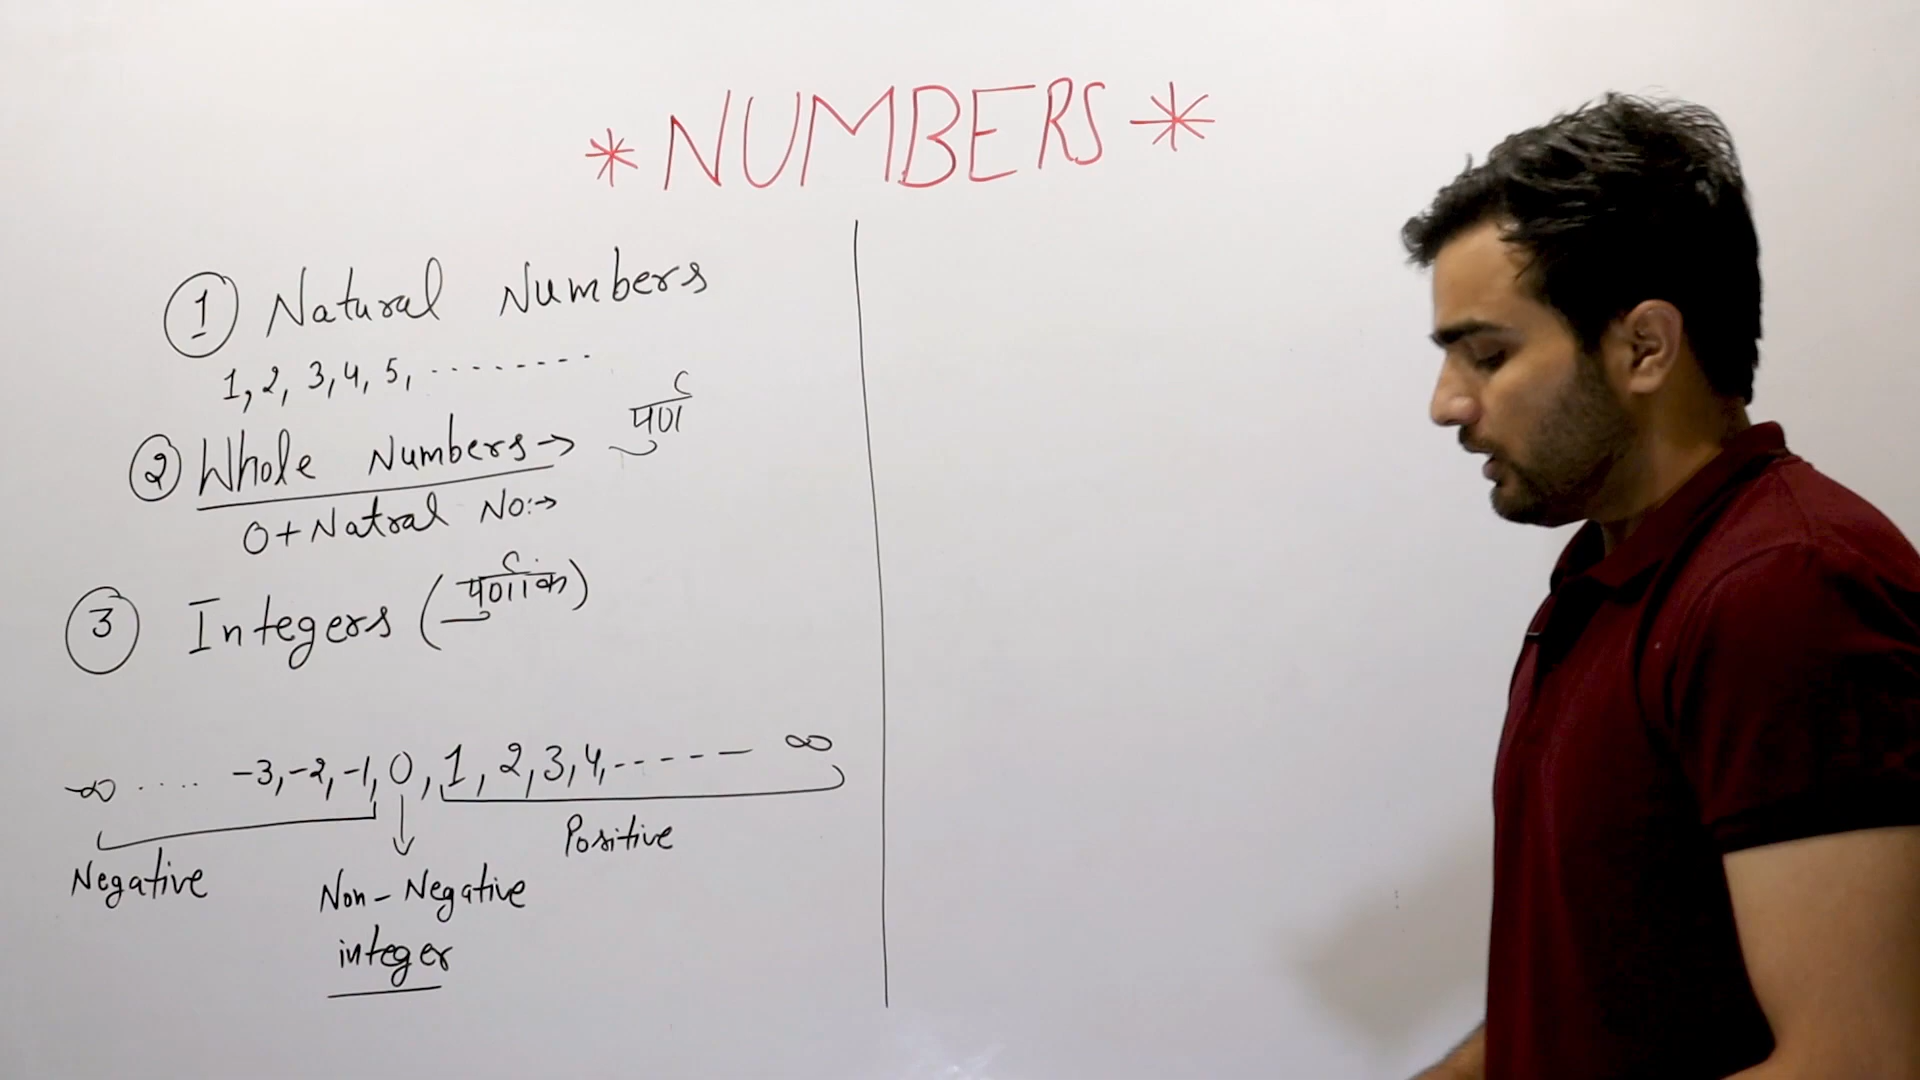 * NUMBERS *
① Natural Numbers
1, 2, 3, 4, 5, ---------
② Whole Numbers → पूर्ण
0 + Natral No:→
③ Integers (पूर्णांक)
-∞ .... -3, -2, -1, 0, 1, 2, 3, 4, ------ ∞
Negative
Positive
Non-Negative
integer